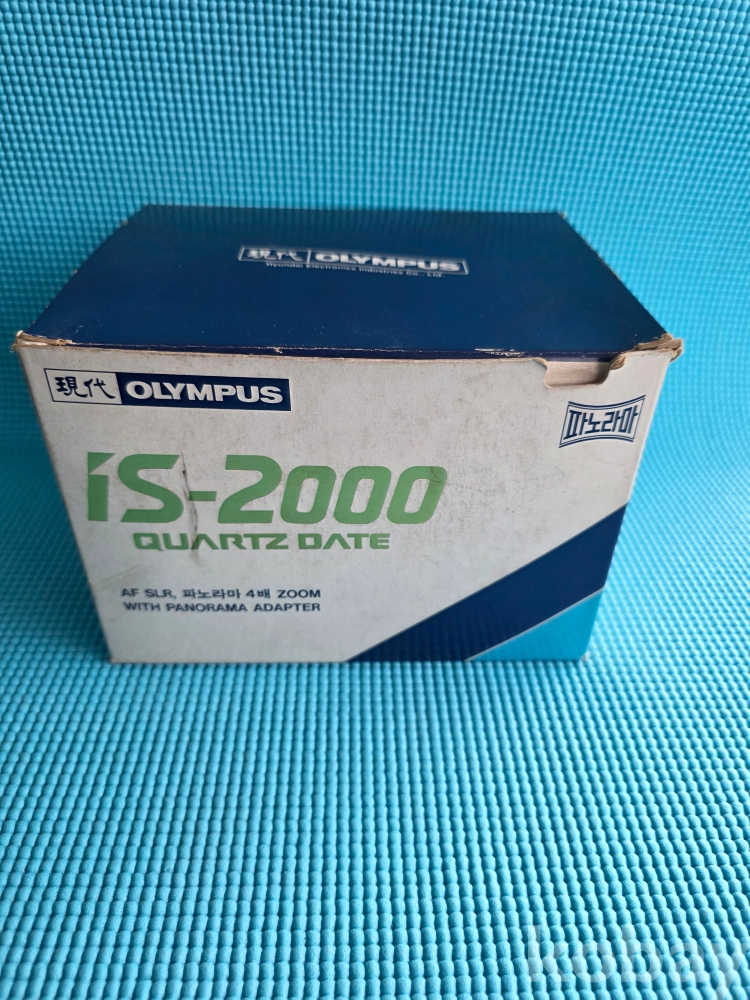 現代 OLYMPUS
Hyundai Electronics Industries Co., Ltd.
現代 OLYMPUS
파노라마
iS-2000
QUARTZ DATE
AF SLR, 파노라마 4배 ZOOM
WITH PANORAMA ADAPTER
kobay